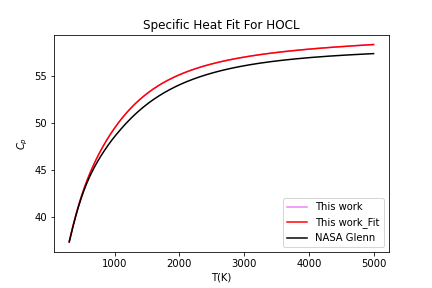 Specific Heat Fit For HOCL
55
50
45
40
C_p
This work
This work_Fit
NASA Glenn
1000
2000
3000
4000
5000
T(K)